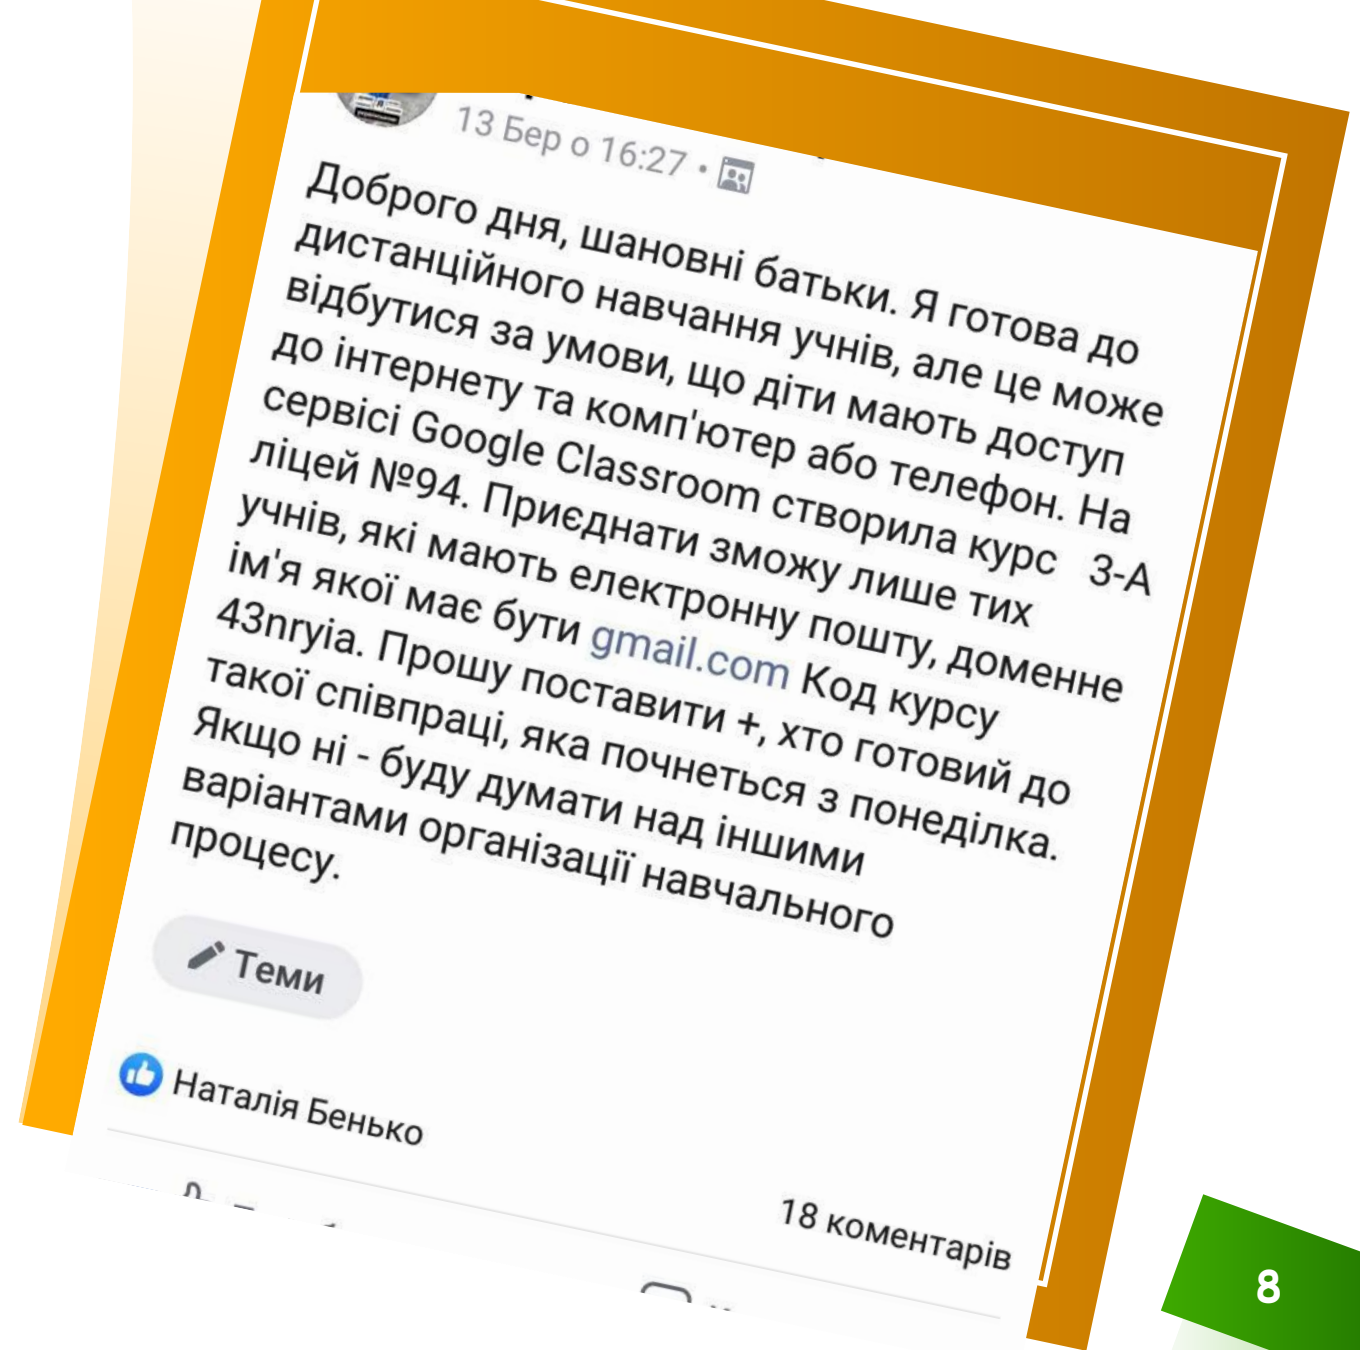 13 Бер о 16:27 •
Доброго дня, шановні батьки. Я готова до
дистанційного навчання учнів, але це може
відбутися за умови, що діти мають доступ
до інтернету та комп'ютер або телефон. На
сервісі Google Classroom створила курс 3-А
ліцей №94. Приєднати зможу лише тих
учнів, які мають електронну пошту, доменне
ім'я якої має бути gmail.com Код курсу
43nryia. Прошу поставити +, хто готовий до
такої співпраці, яка почнеться з понеділка.
Якщо ні - буду думати над іншими
варіантами організації навчального
процесу.
Теми
Наталія Бенько
18 коментарів
8